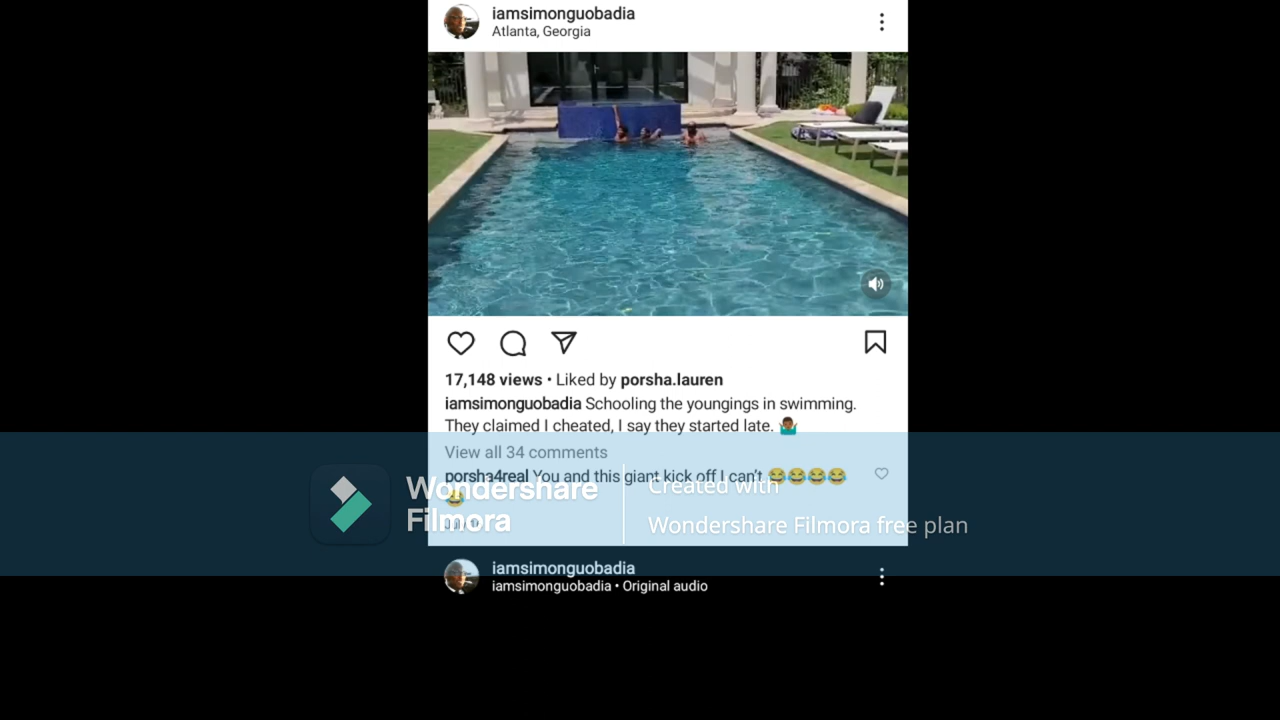 iamsimonguobadia
Atlanta, Georgia
17,148 views • Liked by porsha.lauren
iamsimonguobadia Schooling the youngings in swimming.
They claimed I cheated, I say they started late. 🤷🏾‍♂️
View all 34 comments
porsha4real You and this giant kick off I can't 😂😂😂😂
😂
Wondershare
Filmora
Created with
Wondershare Filmora free plan
iamsimonguobadia
iamsimonguobadia • Original audio